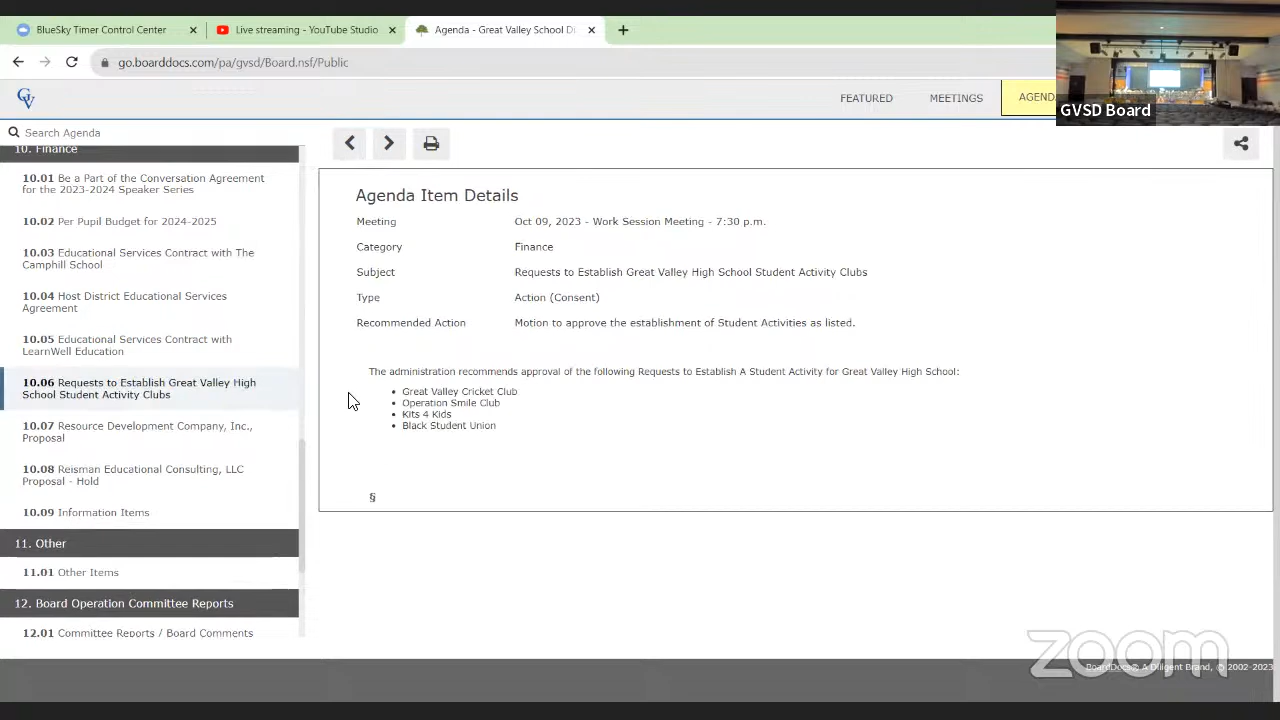 BlueSky Timer Control Center
Live streaming - YouTube Studio
Agenda - Great Valley School Di
go.boarddocs.com/pa/gvsd/Board.nsf/Public
GV
FEATURED
MEETINGS
AGEND
GVSD Board
Search Agenda
10. Finance
10.01 Be a Part of the Conversation Agreement
for the 2023-2024 Speaker Series
10.02 Per Pupil Budget for 2024-2025
10.03 Educational Services Contract with The
Camphill School
10.04 Host District Educational Services
Agreement
10.05 Educational Services Contract with
LearnWell Education
10.06 Requests to Establish Great Valley High
School Student Activity Clubs
10.07 Resource Development Company, Inc.,
Proposal
10.08 Reisman Educational Consulting, LLC
Proposal - Hold
10.09 Information Items
11. Other
11.01 Other Items
12. Board Operation Committee Reports
12.01 Committee Reports / Board Comments
Agenda Item Details
Meeting Oct 09, 2023 - Work Session Meeting - 7:30 p.m.
Category Finance
Subject Requests to Establish Great Valley High School Student Activity Clubs
Type Action (Consent)
Recommended Action Motion to approve the establishment of Student Activities as listed.
The administration recommends approval of the following Requests to Establish A Student Activity for Great Valley High School:
• Great Valley Cricket Club
• Operation Smile Club
• Kits 4 Kids
• Black Student Union
§
zoom
BoardDocs® A Diligent Brand, © 2002-2023